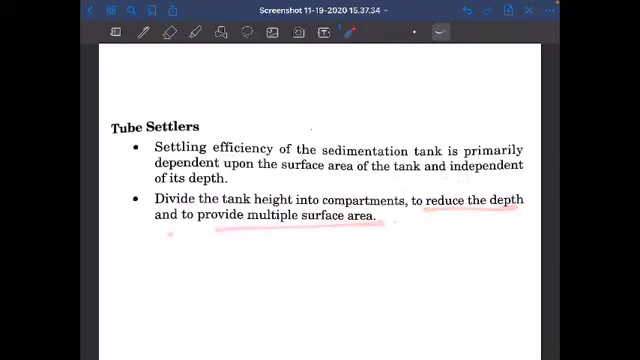 Screenshot 11-19-2020 15.37.34
Tube Settlers
• Settling efficiency of the sedimentation tank is primarily
dependent upon the surface area of the tank and independent
of its depth.
• Divide the tank height into compartments, to reduce the depth
and to provide multiple surface area.